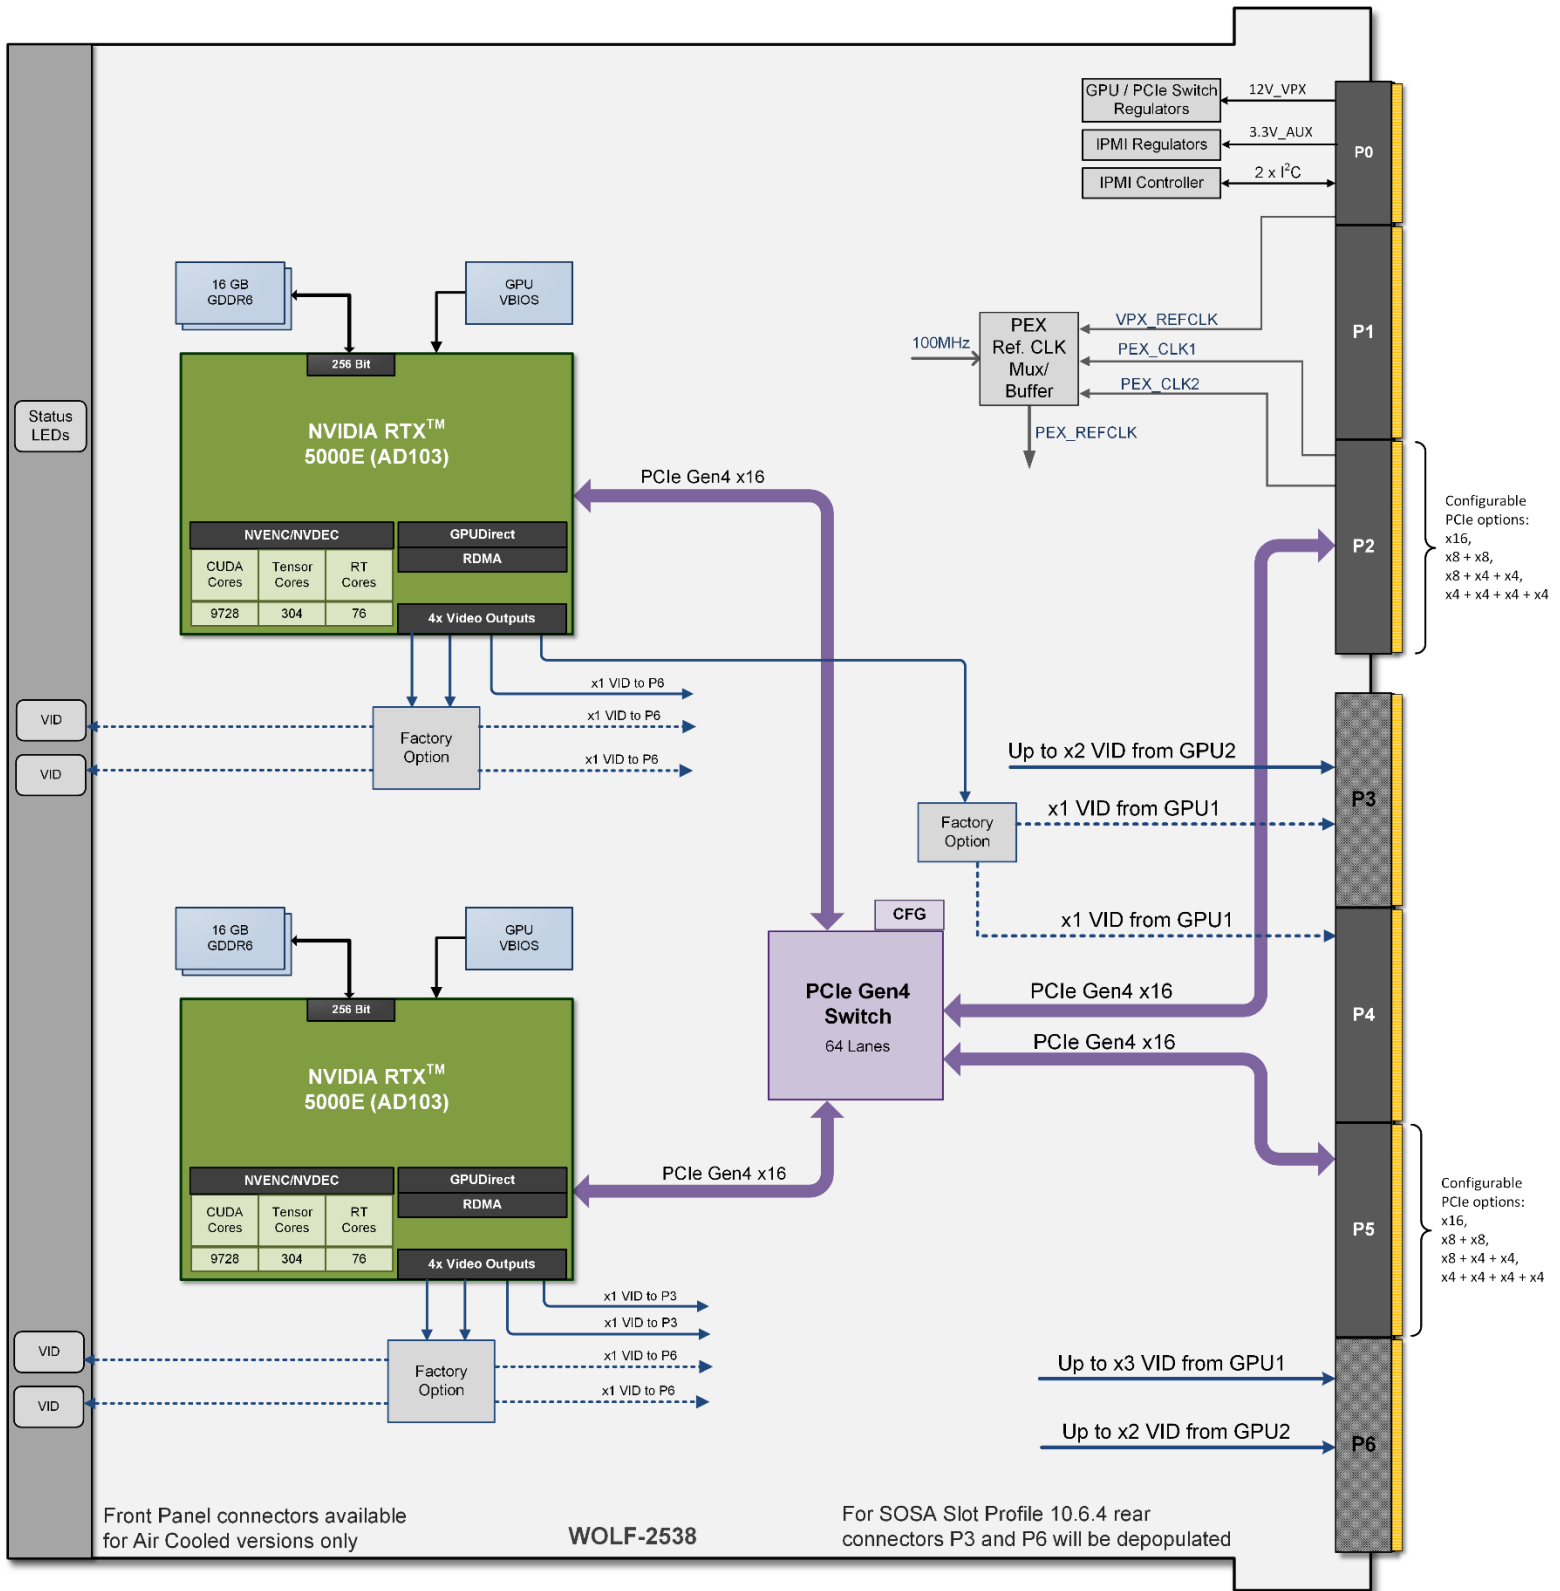 GPU / PCIe Switch
Regulators
12V_VPX
IPMI Regulators
3.3V_AUX
IPMI Controller
2 x I²C
P0
P1
16 GB
GDDR6
GPU
VBIOS
256 Bit
NVIDIA RTX™
5000E (AD103)
NVENC/NVDEC
CUDA
Cores
Tensor
Cores
RT
Cores
9728
304
76
GPUDirect
RDMA
4x Video Outputs
Status
LEDs
100MHz
PEX
Ref. CLK
Mux/
Buffer
VPX_REFCLK
PEX_CLK1
PEX_CLK2
PEX_REFCLK
PCIe Gen4 x16
P2
Configurable
PCIe options:
x16,
x8 + x8,
x8 + x4 + x4,
x4 + x4 + x4 + x4
VID
VID
Factory
Option
x1 VID to P6
x1 VID to P6
x1 VID to P6
Up to x2 VID from GPU2
P3
Factory
Option
x1 VID from GPU1
x1 VID from GPU1
CFG
PCIe Gen4
Switch
64 Lanes
PCIe Gen4 x16
PCIe Gen4 x16
P4
16 GB
GDDR6
GPU
VBIOS
256 Bit
NVIDIA RTX™
5000E (AD103)
NVENC/NVDEC
CUDA
Cores
Tensor
Cores
RT
Cores
9728
304
76
GPUDirect
RDMA
4x Video Outputs
PCIe Gen4 x16
P5
Configurable
PCIe options:
x16,
x8 + x8,
x8 + x4 + x4,
x4 + x4 + x4 + x4
x1 VID to P3
x1 VID to P3
x1 VID to P6
x1 VID to P6
VID
VID
Factory
Option
Up to x3 VID from GPU1
Up to x2 VID from GPU2
P6
Front Panel connectors available
for Air Cooled versions only
WOLF-2538
For SOSA Slot Profile 10.6.4 rear
connectors P3 and P6 will be depopulated